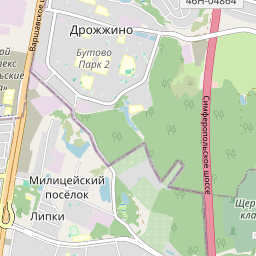 46Н-04864
Дрожжино
Бутово
Парк 2
Варшавское
Симферопольское шоссе
Милицейский
посёлок
Липки